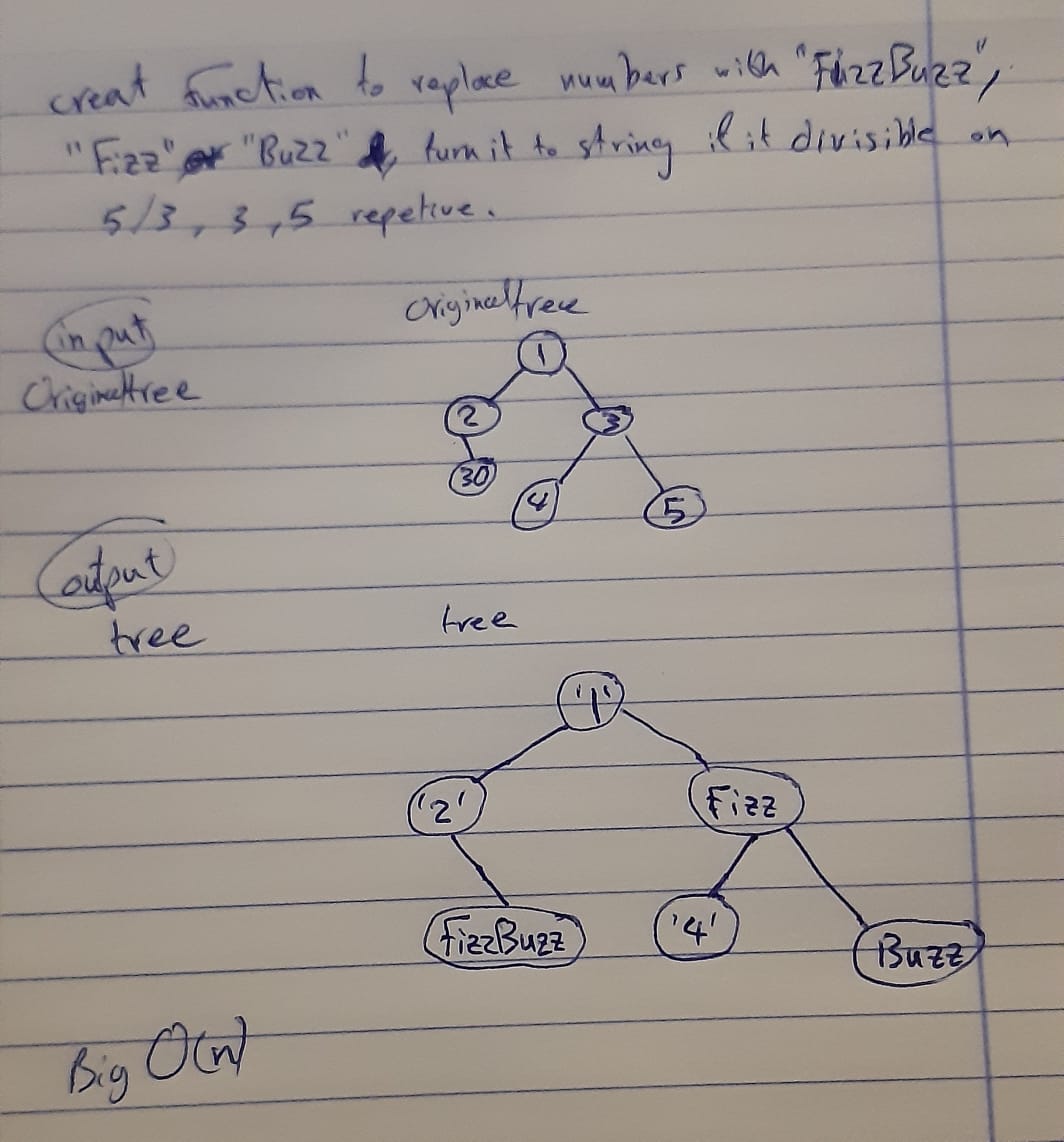 creat function to replace numbers with "FizzBuzz",
"Fizz" or "Buzz" turn it to string if it divisible on
5/3, 3, 5 repetive.
input
Originaltree
Originaltree
1
2 3
30 4 5
output
tree
tree
'1'
'2' Fizz
FizzBuzz '4' Buzz
Big O(n)